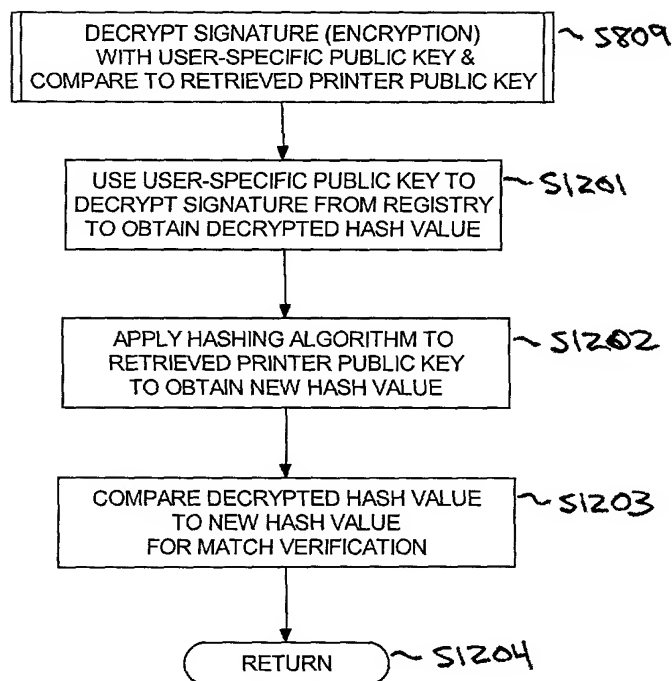 DECRYPT SIGNATURE (ENCRYPTION)
WITH USER-SPECIFIC PUBLIC KEY &
COMPARE TO RETRIEVED PRINTER PUBLIC KEY
S809
USE USER-SPECIFIC PUBLIC KEY TO
DECRYPT SIGNATURE FROM REGISTRY
TO OBTAIN DECRYPTED HASH VALUE
S1201
APPLY HASHING ALGORITHM TO
RETRIEVED PRINTER PUBLIC KEY
TO OBTAIN NEW HASH VALUE
S1202
COMPARE DECRYPTED HASH VALUE
TO NEW HASH VALUE
FOR MATCH VERIFICATION
S1203
RETURN
S1204